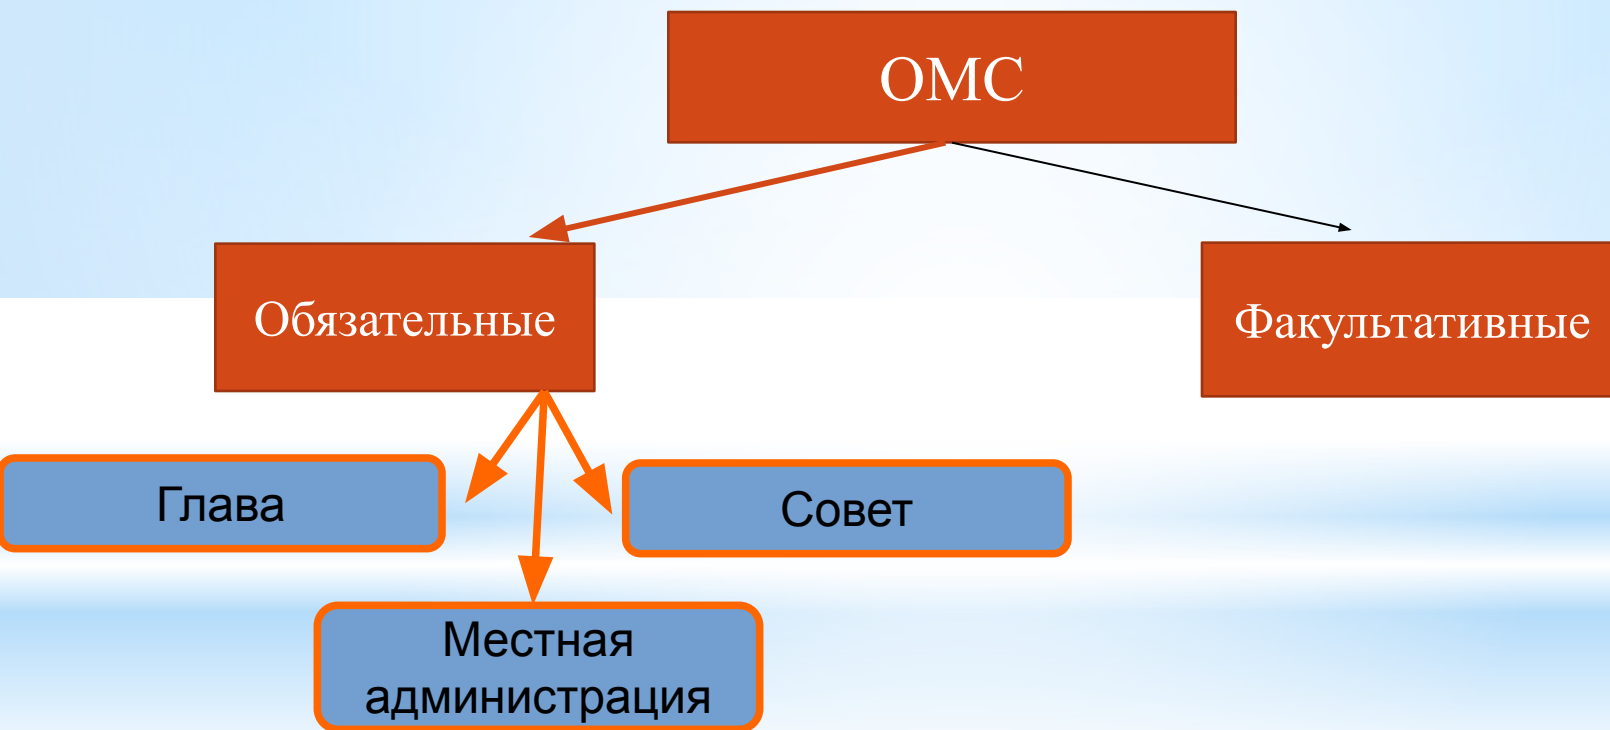 ОМС
Обязательные
Факультативные
Глава
Совет
Местная
администрация